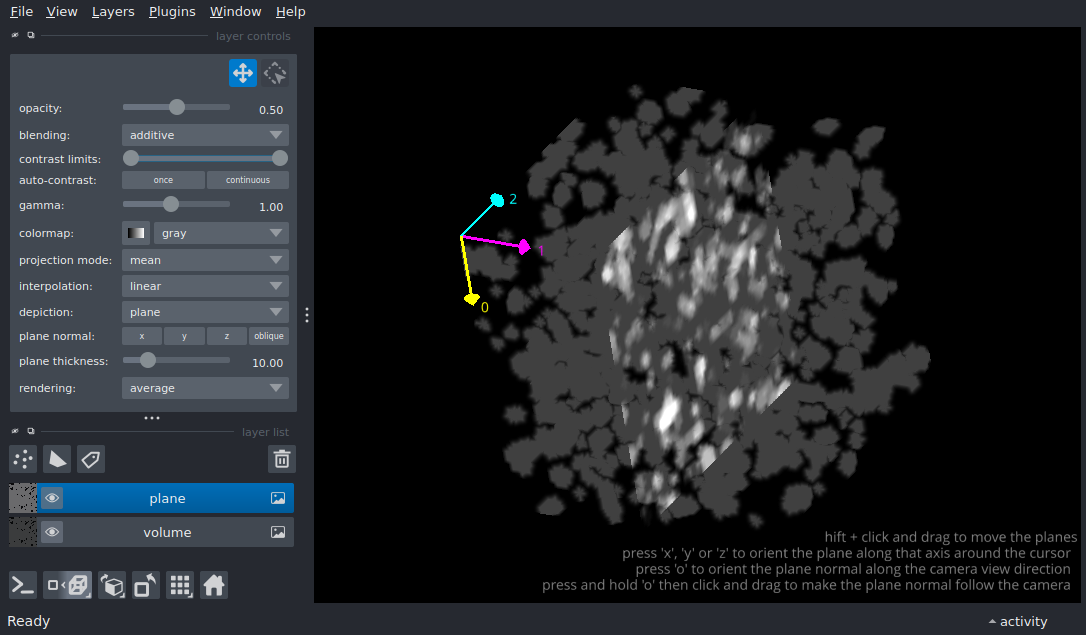 File View Layers Plugins Window Help
layer controls
opacity: 0.50
blending: additive
contrast limits:
auto-contrast: once continuous
gamma: 1.00
colormap: gray
projection mode: mean
interpolation: linear
depiction: plane
plane normal: x y z oblique
plane thickness: 10.00
rendering: average
layer list
plane
volume
2
1
0
hift + click and drag to move the planes
press 'x', 'y' or 'z' to orient the plane along that axis around the cursor
press 'o' to orient the plane normal along the camera view direction
press and hold 'o' then click and drag to make the plane normal follow the camera
Ready activity